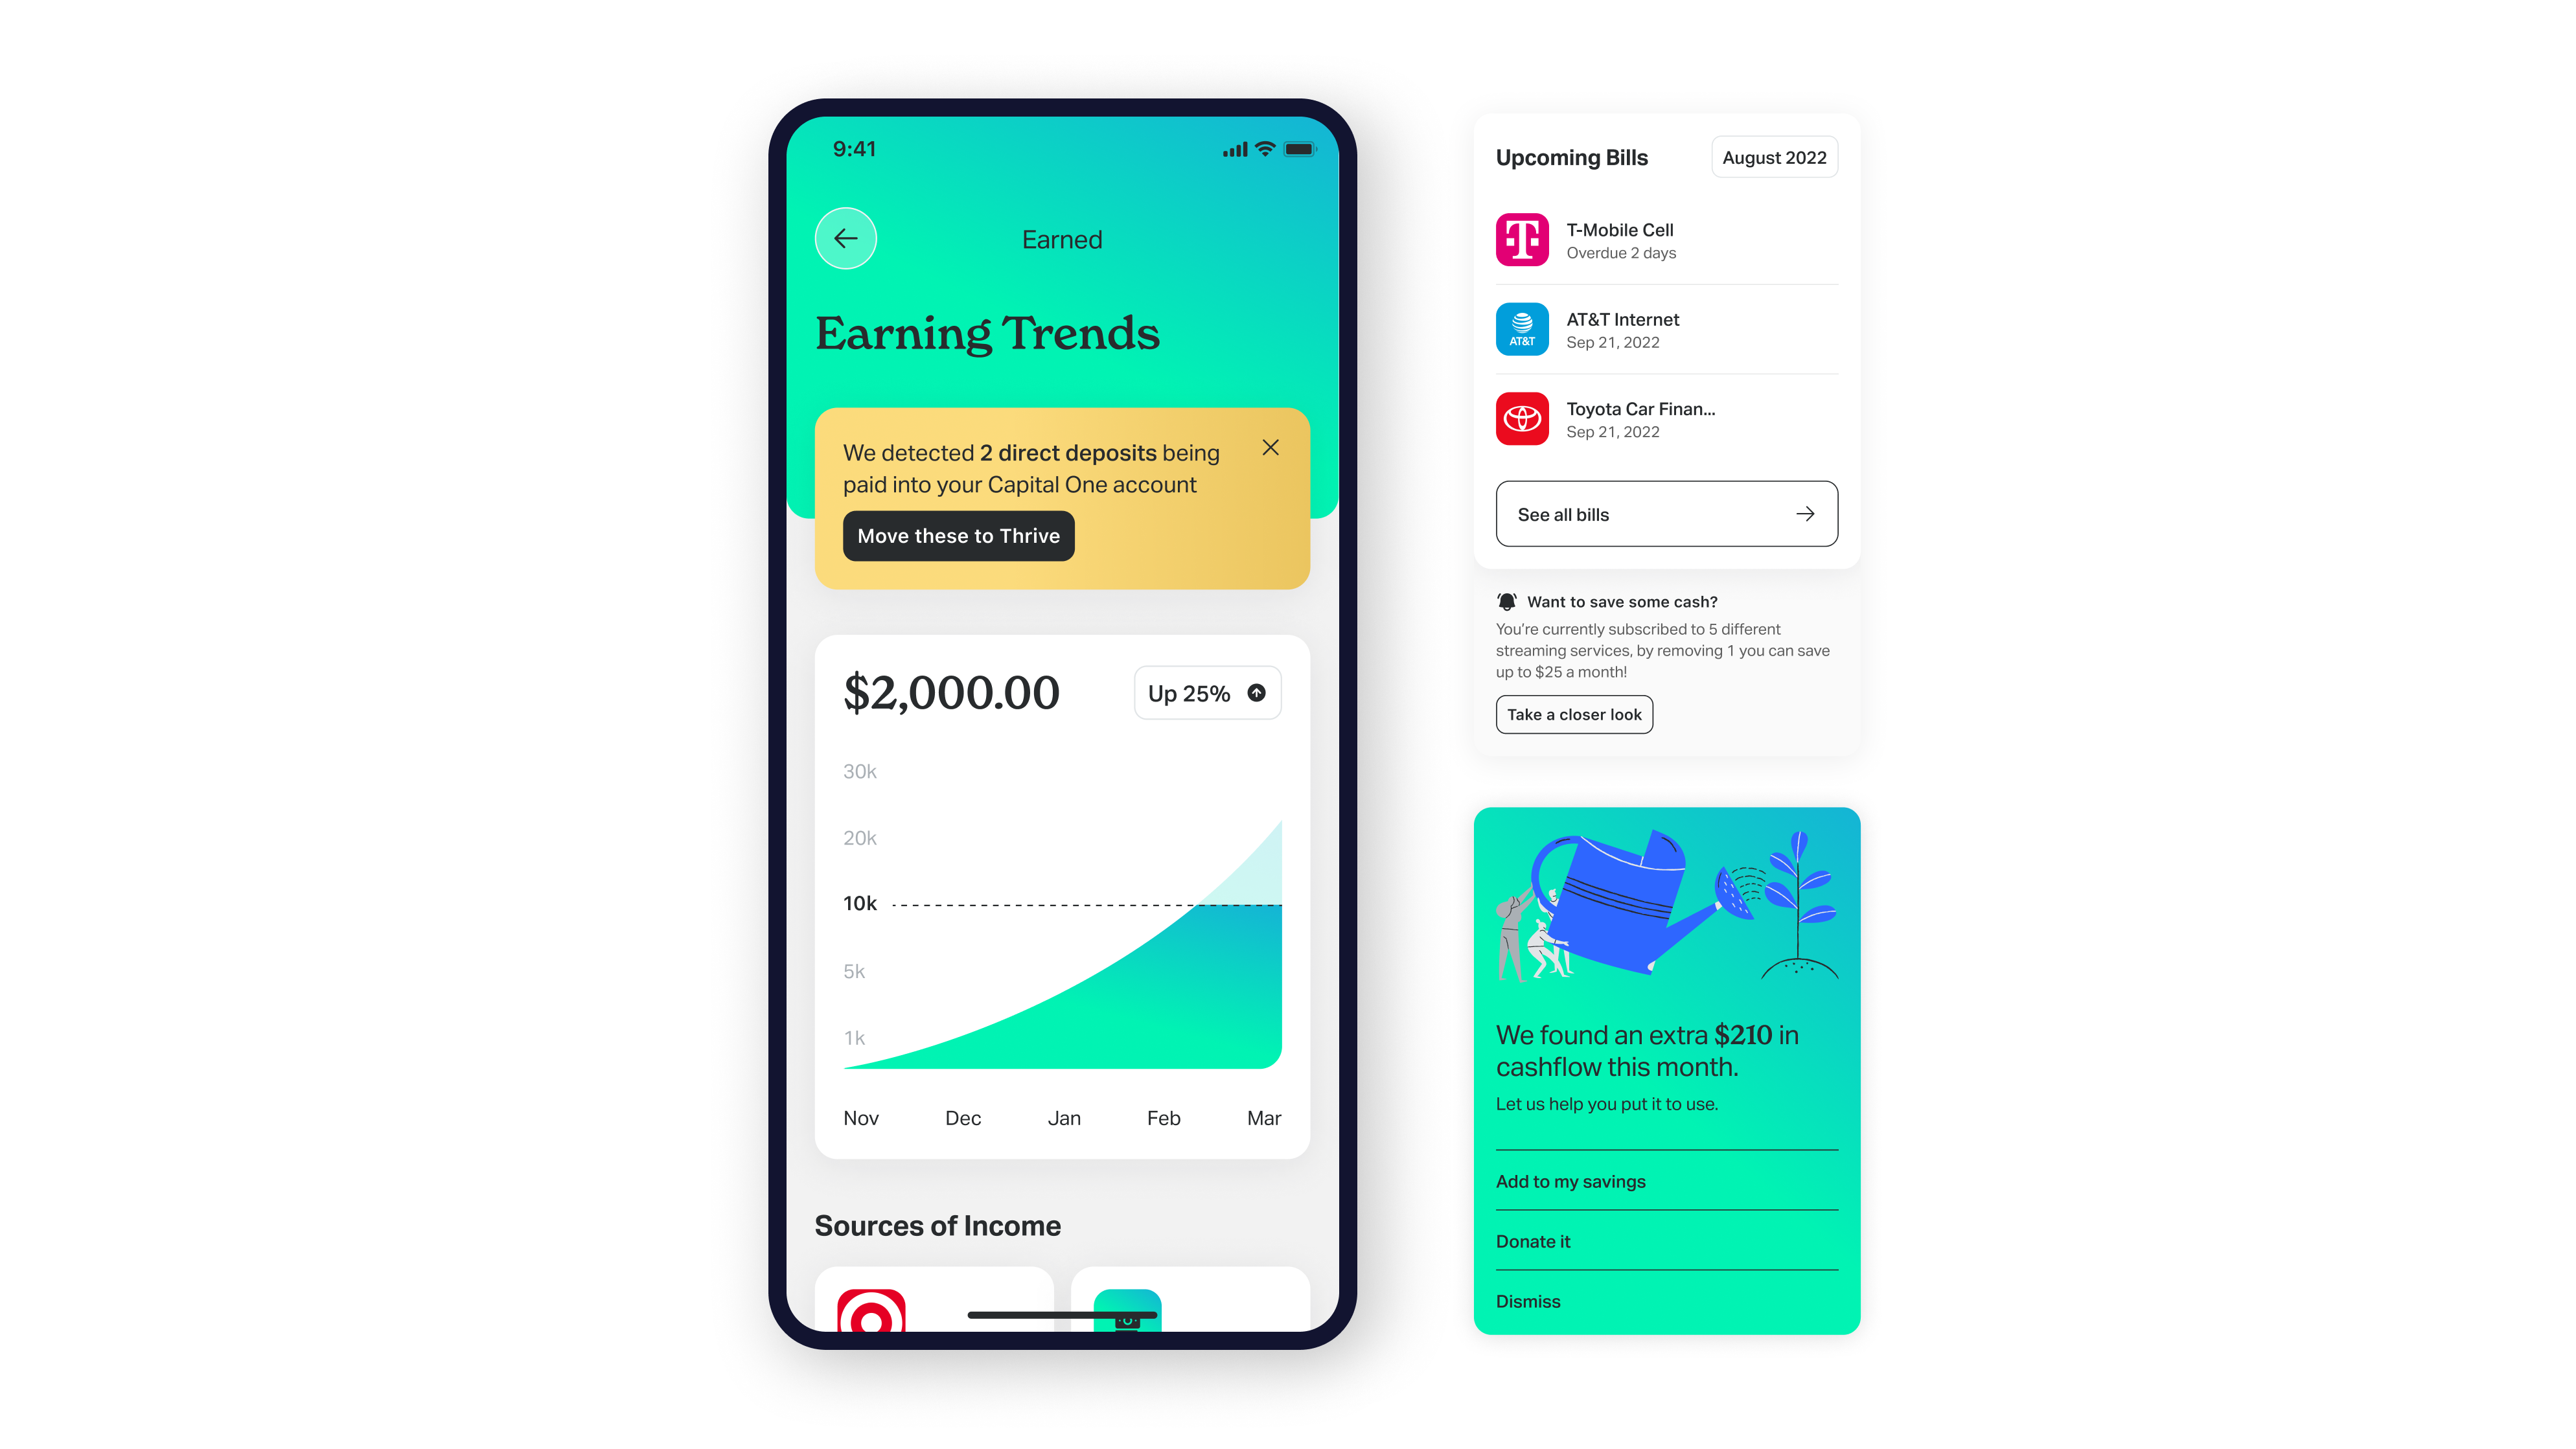 9:41
Earned
Earning Trends
We detected 2 direct deposits being
paid into your Capital One account
Move these to Thrive
$2,000.00
Up 25%
30k
20k
10k
5k
1k
Nov Dec Jan Feb Mar
Sources of Income
Upcoming Bills
August 2022
T-Mobile Cell
Overdue 2 days
AT&T
AT&T Internet
Sep 21, 2022
Toyota Car Finan...
Sep 21, 2022
See all bills
Want to save some cash?
You’re currently subscribed to 5 different
streaming services, by removing 1 you can save
up to $25 a month!
Take a closer look
We found an extra $210 in
cashflow this month.
Let us help you put it to use.
Add to my savings
Donate it
Dismiss